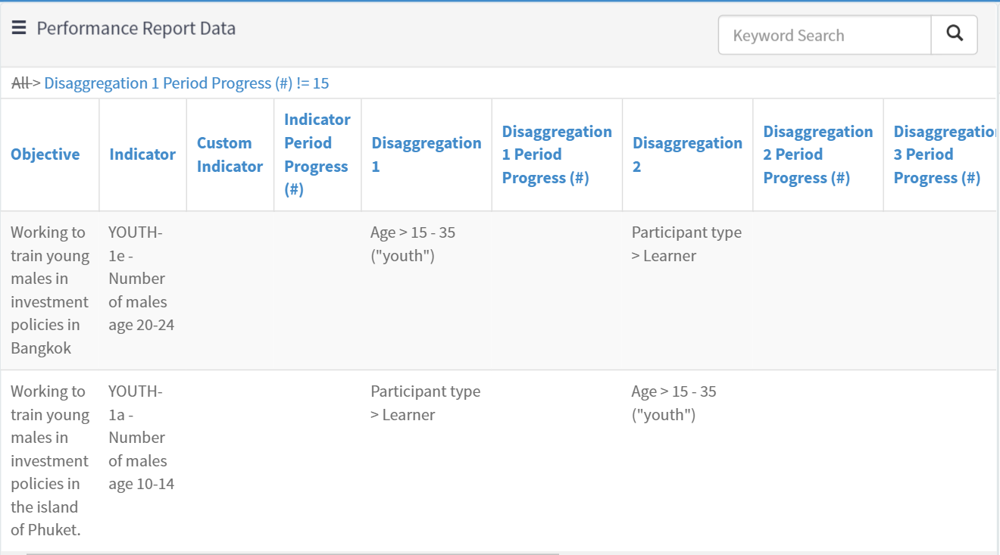 Performance Report Data
Keyword Search
All > Disaggregation 1 Period Progress (#) != 15
Objective
Indicator
Custom
Indicator
Indicator
Period
Progress
(#)
Disaggregation
1
Disaggregation
1 Period
Progress (#)
Disaggregation
2
Disaggregation
2 Period
Progress (#)
Disaggregatio
3 Period
Progress (#)
Working to
train young
males in
investment
policies in
Bangkok
YOUTH-
1e -
Number
of males
age 20-24
Age > 15 - 35
("youth")
Participant type
> Learner
Working to
train young
males in
investment
policies in
the island
of Phuket.
YOUTH-
1a -
Number
of males
age 10-14
Participant type
> Learner
Age > 15 - 35
("youth")